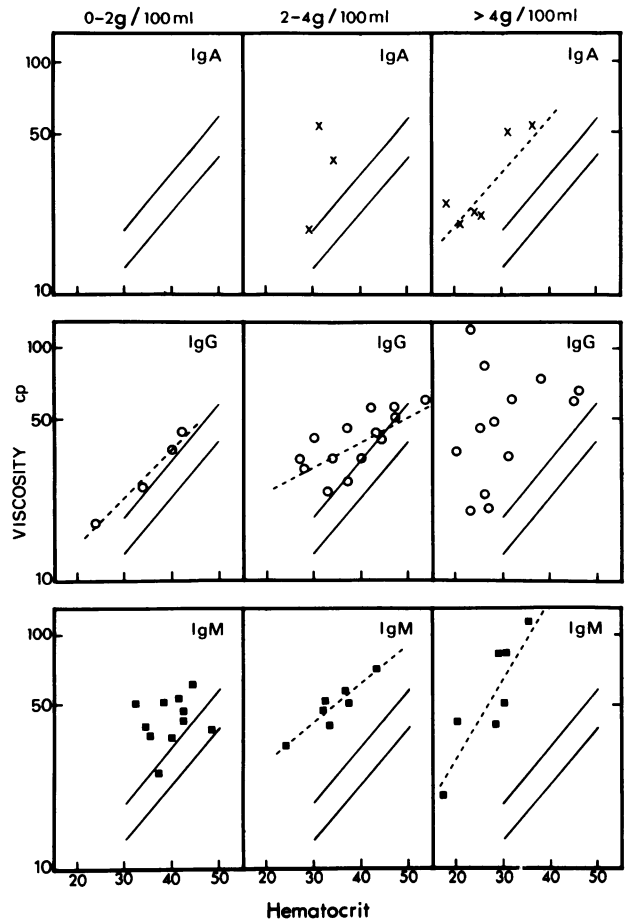 0-2g/100ml 2-4g/100ml >4g/100ml
IgA IgA IgA
100
50
10
IgG IgG IgG
100
50
10
VISCOSITY cp
IgM IgM IgM
100
50
10
20 30 40 50 20 30 40 50 20 30 40 50
Hematocrit